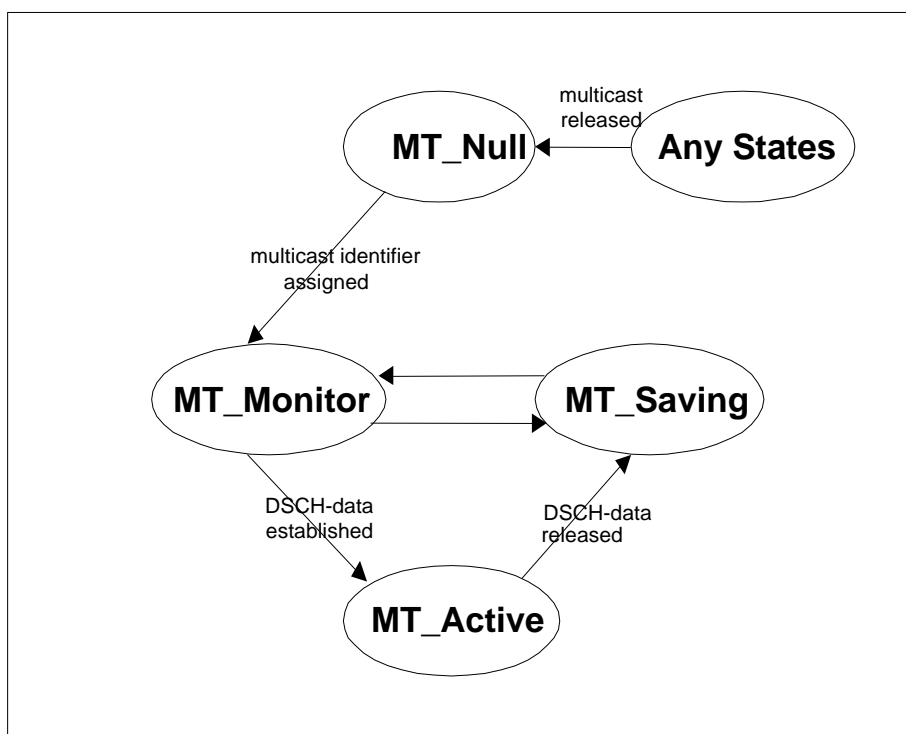 multicast
released
MT_Null
Any States
multicast identifier
assigned
MT_Monitor
MT_Saving
DSCH-data
established
DSCH-data
released
MT_Active